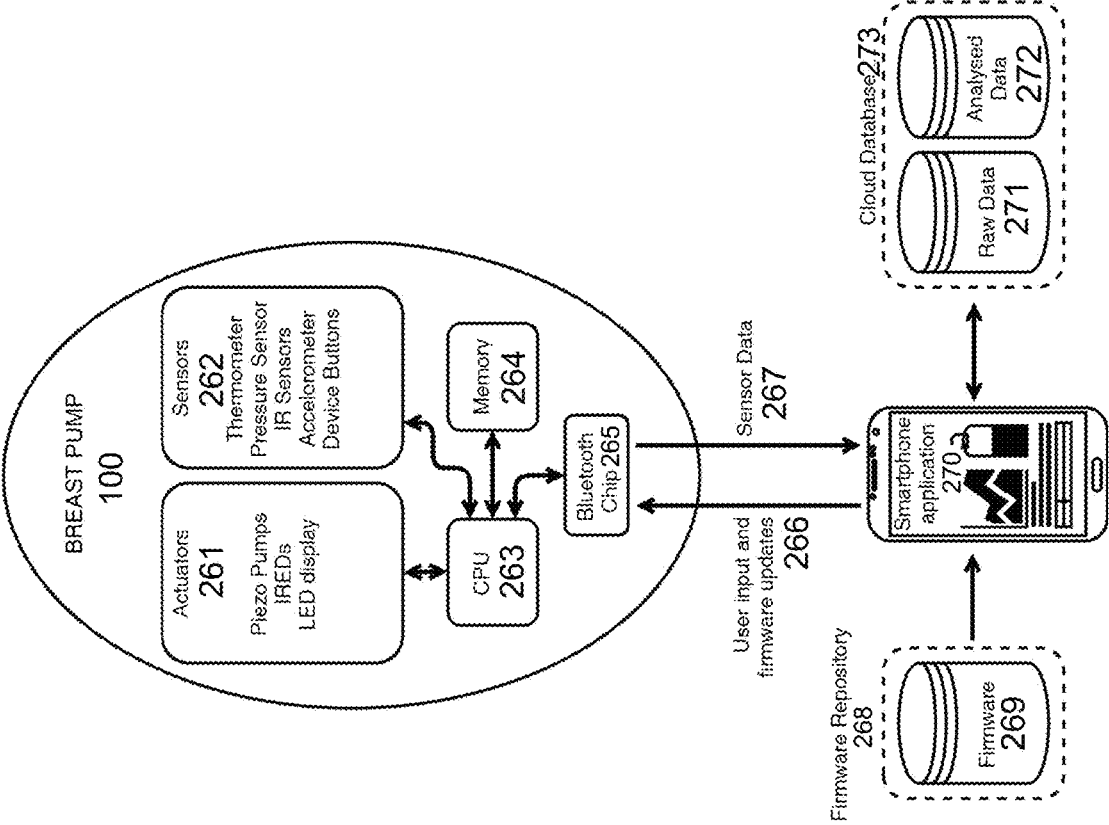 BREAST PUMP
100
Actuators
261
Piezo Pumps
IREDs
LED display
Sensors
262
Thermometer
Pressure Sensor
IR Sensors
Accelorometer
Device Buttons
CPU
263
Memory
264
Bluetooth
Chip 265
User input and
firmware updates
266
Sensor Data
267
Firmware Repository
268
Firmware
269
Smartphone
application
270
Cloud Database 273
Raw Data
271
Analysed
Data
272